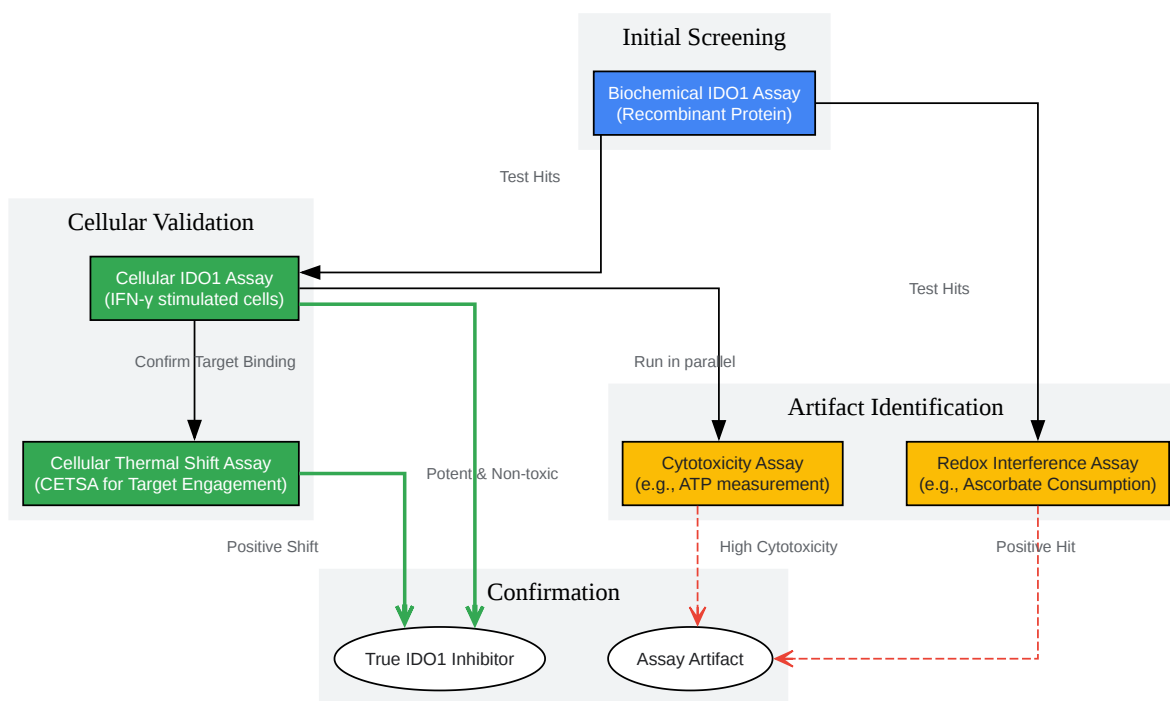 Initial Screening
Biochemical IDO1 Assay
(Recombinant Protein)
Test Hits
Cellular Validation
Cellular IDO1 Assay
(IFN-γ stimulated cells)
Test Hits
Confirm Target Binding
Run in parallel
Artifact Identification
Cellular Thermal Shift Assay
(CETSA for Target Engagement)
Potent & Non-toxic
Cytotoxicity Assay
(e.g., ATP measurement)
Redox Interference Assay
(e.g., Ascorbate Consumption)
Positive Shift
High Cytotoxicity
Positive Hit
Confirmation
True IDO1 Inhibitor
Assay Artifact